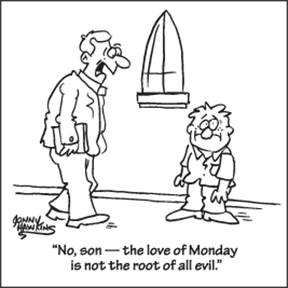 JONNY
HAWKINS
"No, son — the love of Monday
is not the root of all evil."